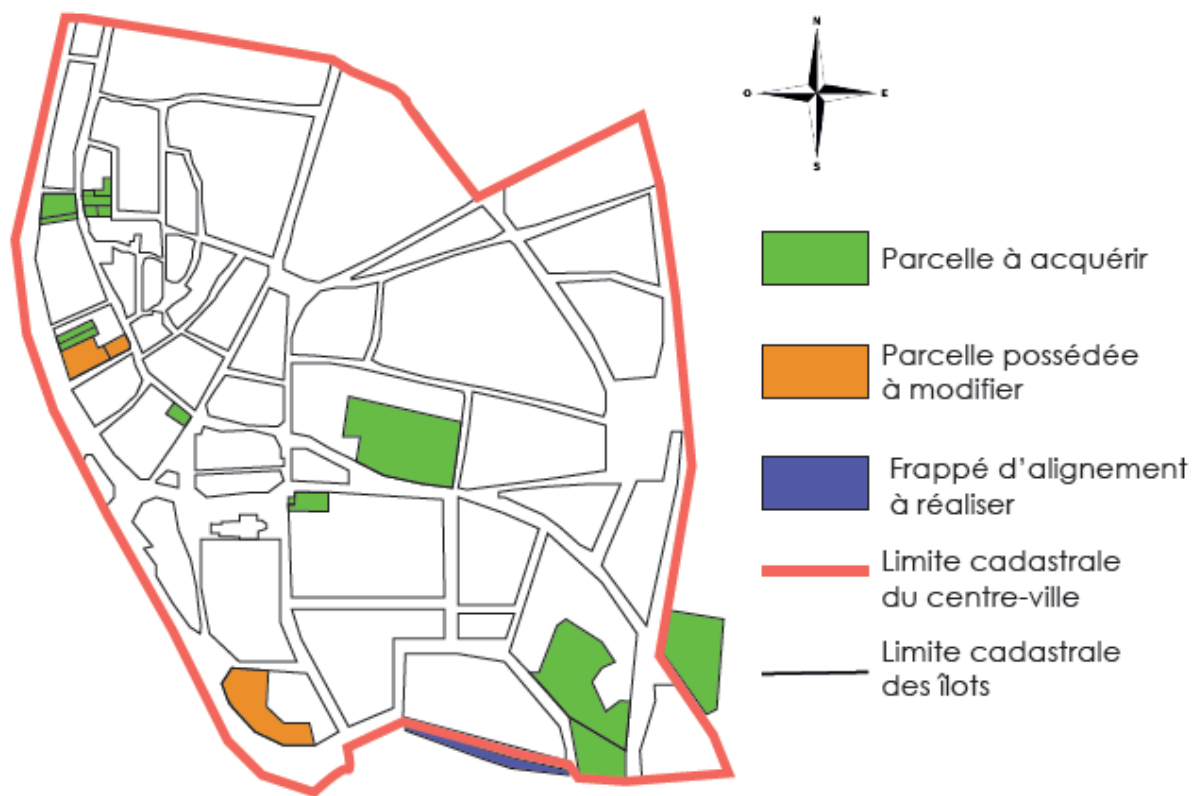 N
O E
S
Parcelle à acquérir
Parcelle possédée
à modifier
Frappé d'alignement
à réaliser
Limite cadastrale
du centre-ville
Limite cadastrale
des îlots